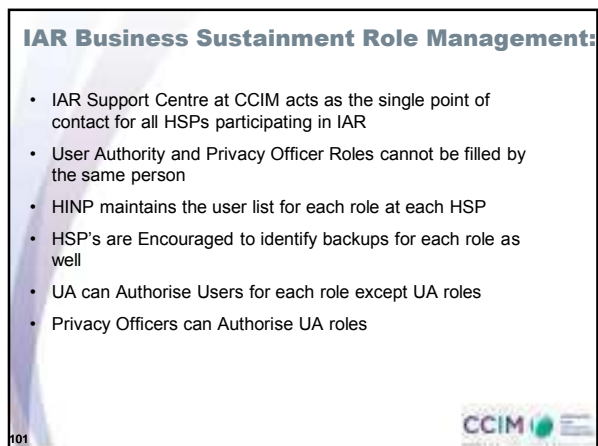 IAR Business Sustainment Role Management:
• IAR Support Centre at CCIM acts as the single point of
contact for all HSPs participating in IAR
• User Authority and Privacy Officer Roles cannot be filled by
the same person
• HINP maintains the user list for each role at each HSP
• HSP's are Encouraged to identify backups for each role as
well
• UA can Authorise Users for each role except UA roles
• Privacy Officers can Authorise UA roles
101
CCIM